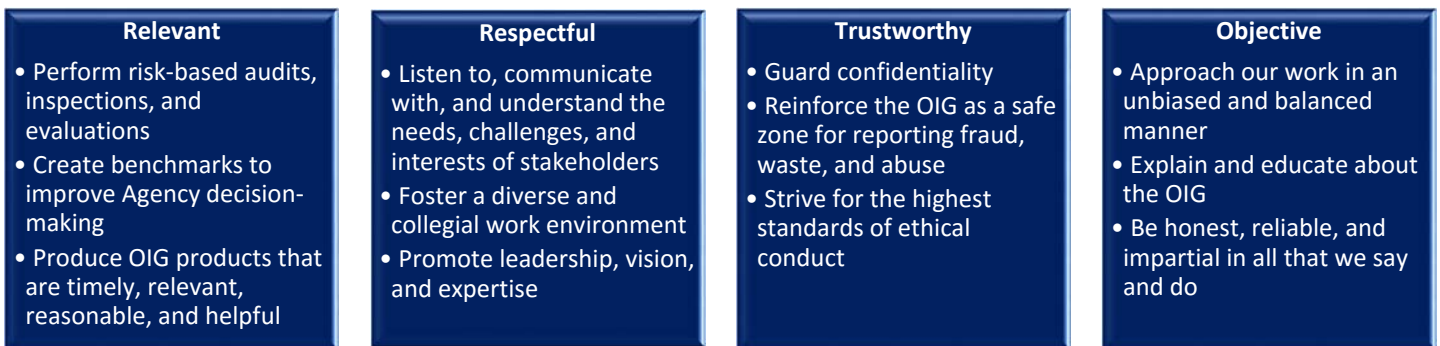 Relevant
• Perform risk-based audits,
inspections, and
evaluations
• Create benchmarks to
improve Agency decision-
making
• Produce OIG products that
are timely, relevant,
reasonable, and helpful
Respectful
• Listen to, communicate
with, and understand the
needs, challenges, and
interests of stakeholders
• Foster a diverse and
collegial work environment
• Promote leadership, vision,
and expertise
Trustworthy
• Guard confidentiality
• Reinforce the OIG as a safe
zone for reporting fraud,
waste, and abuse
• Strive for the highest
standards of ethical
conduct
Objective
• Approach our work in an
unbiased and balanced
manner
• Explain and educate about
the OIG
• Be honest, reliable, and
impartial in all that we say
and do